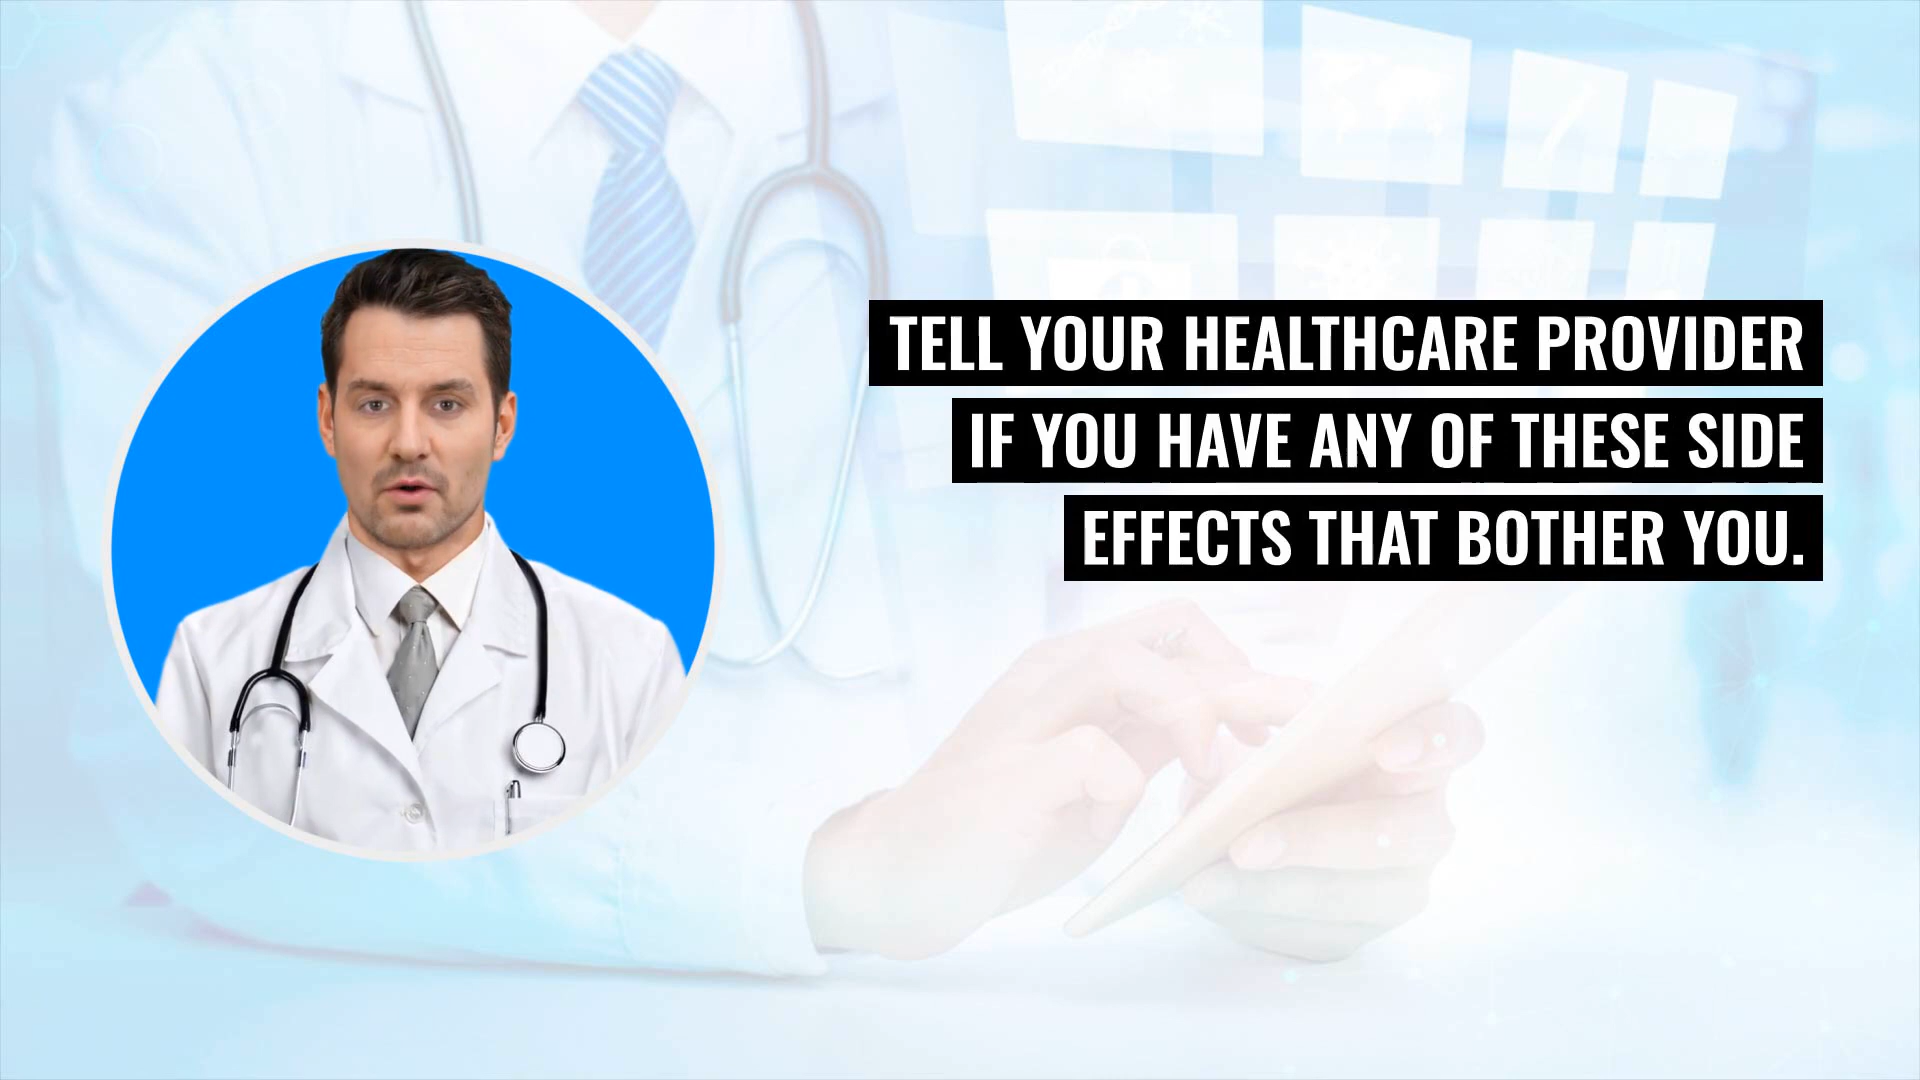 TELL YOUR HEALTHCARE PROVIDER
IF YOU HAVE ANY OF THESE SIDE
EFFECTS THAT BOTHER YOU.